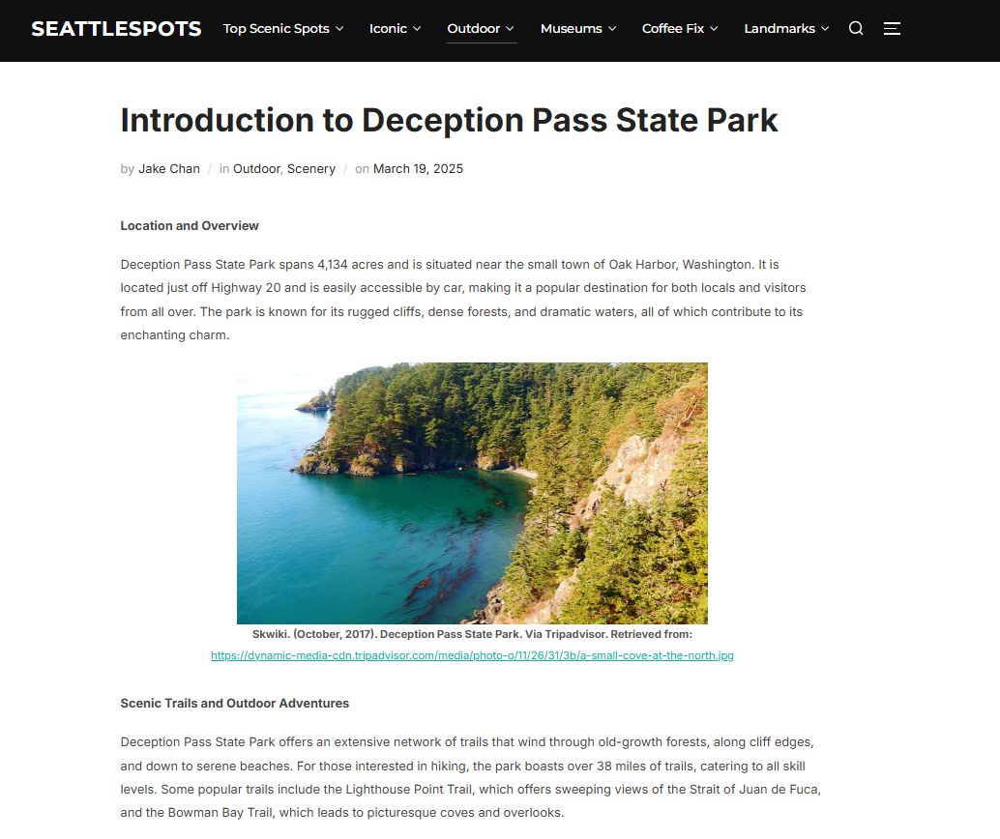 SEATTLESPOTS
Top Scenic Spots
Iconic
Outdoor
Museums
Coffee Fix
Landmarks
Introduction to Deception Pass State Park
by Jake Chan / in Outdoor, Scenery / on March 19, 2025
Location and Overview
Deception Pass State Park spans 4,134 acres and is situated near the small town of Oak Harbor, Washington. It is
located just off Highway 20 and is easily accessible by car, making it a popular destination for both locals and visitors
from all over. The park is known for its rugged cliffs, dense forests, and dramatic waters, all of which contribute to its
enchanting charm.
Skwiki. (October, 2017). Deception Pass State Park. Via Tripadvisor. Retrieved from:
https://dynamic-media-cdn.tripadvisor.com/media/photo-o/11/26/31/3b/a-small-cove-at-the-north.jpg
Scenic Trails and Outdoor Adventures
Deception Pass State Park offers an extensive network of trails that wind through old-growth forests, along cliff edges,
and down to serene beaches. For those interested in hiking, the park boasts over 38 miles of trails, catering to all skill
levels. Some popular trails include the Lighthouse Point Trail, which offers sweeping views of the Strait of Juan de Fuca,
and the Bowman Bay Trail, which leads to picturesque coves and overlooks.